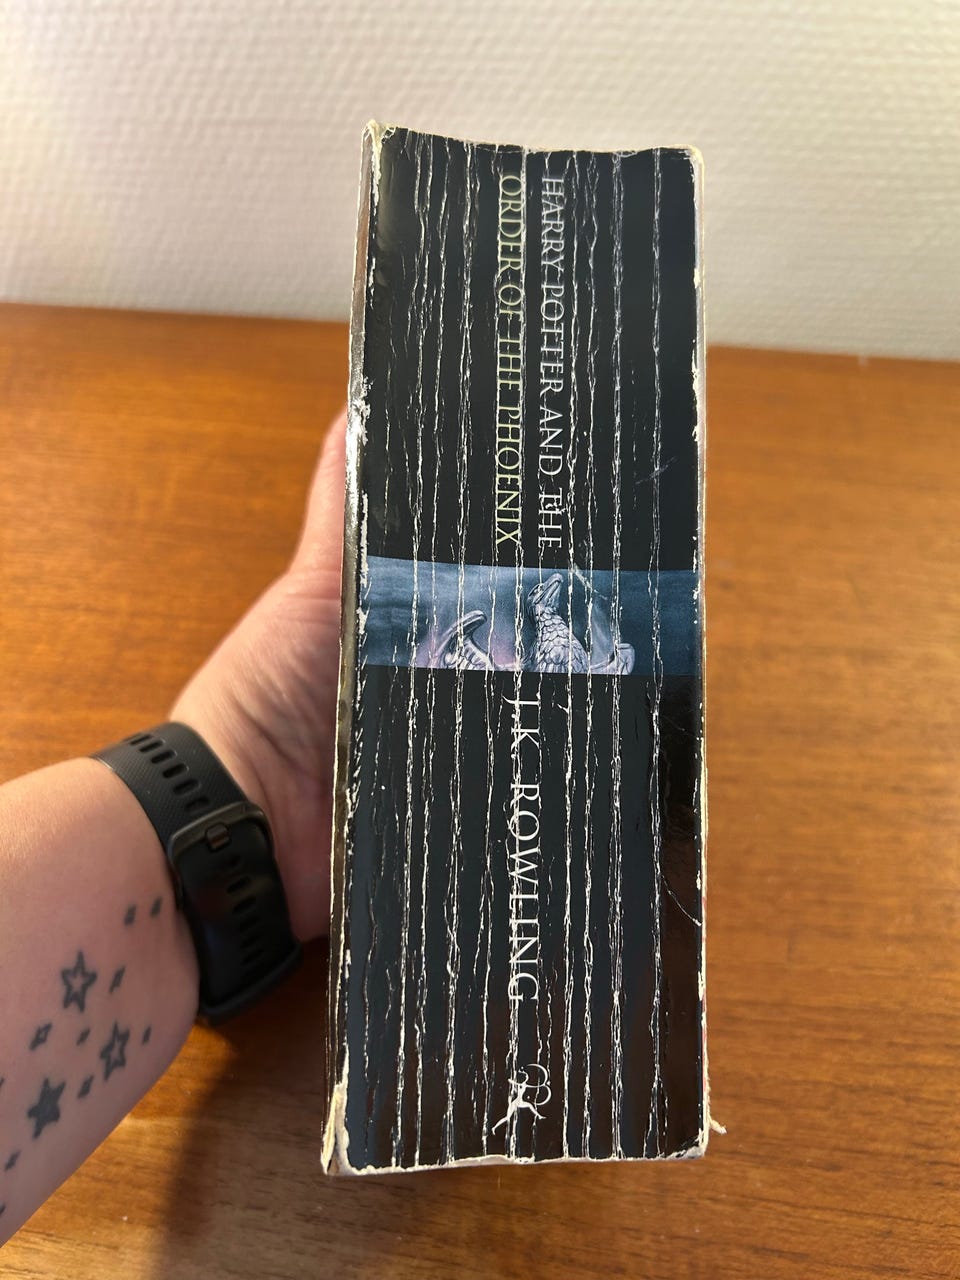 HARRY POTTER AND THE
ORDER OF THE PHOENIX
J.K. ROWLING